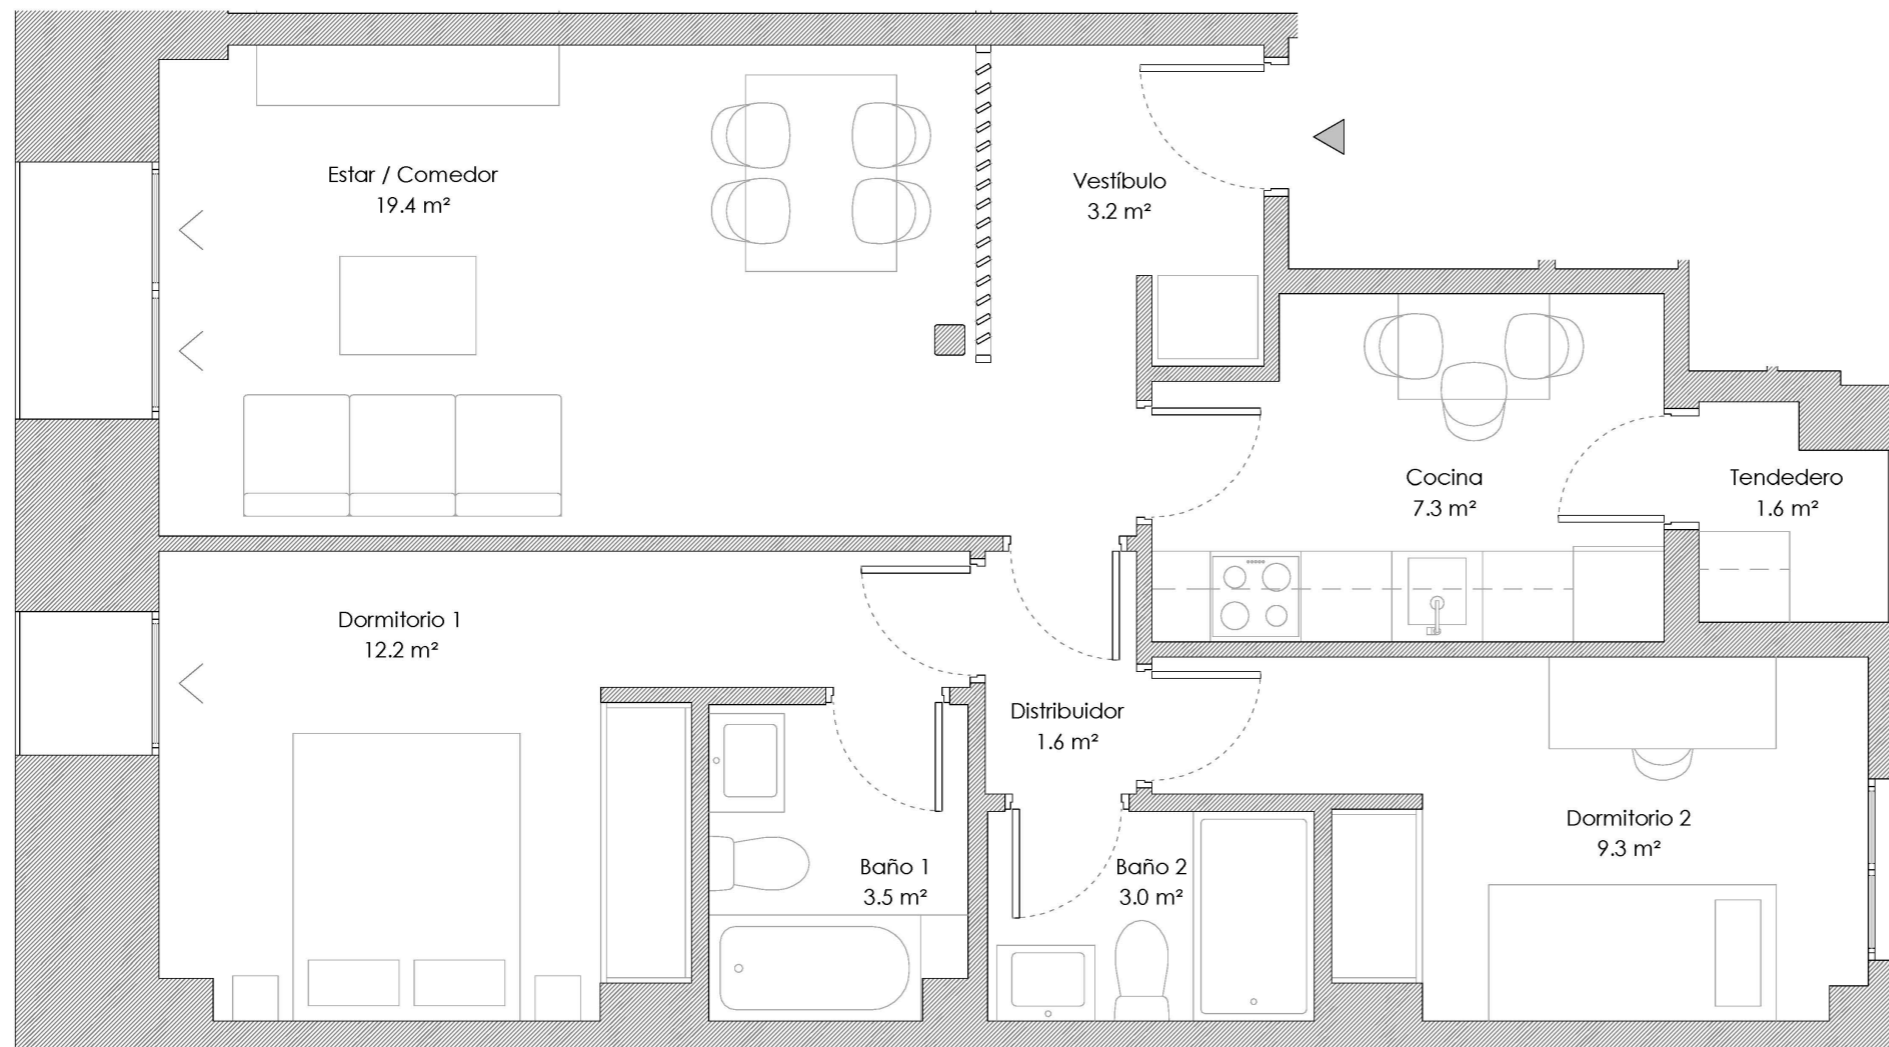 Estar / Comedor
19.4 m²
Vestíbulo
3.2 m²
Cocina
7.3 m²
Tendedero
1.6 m²
Dormitorio 1
12.2 m²
Distribuidor
1.6 m²
Baño 1
3.5 m²
Baño 2
3.0 m²
Dormitorio 2
9.3 m²